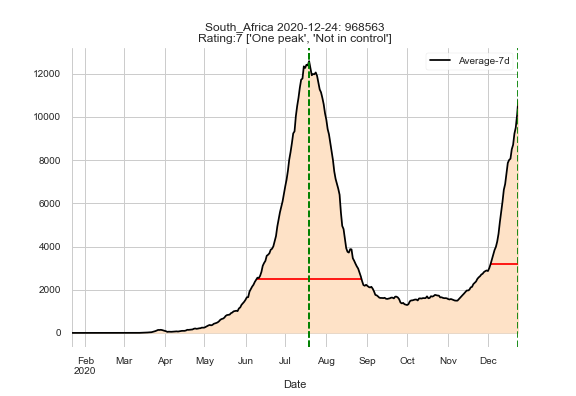 South_Africa 2020-12-24: 968563
Rating:7 ['One peak', 'Not in control']
Average-7d
12000
10000
8000
6000
4000
2000
0
Feb Mar Apr May Jun Jul Aug Sep Oct Nov Dec
2020
Date